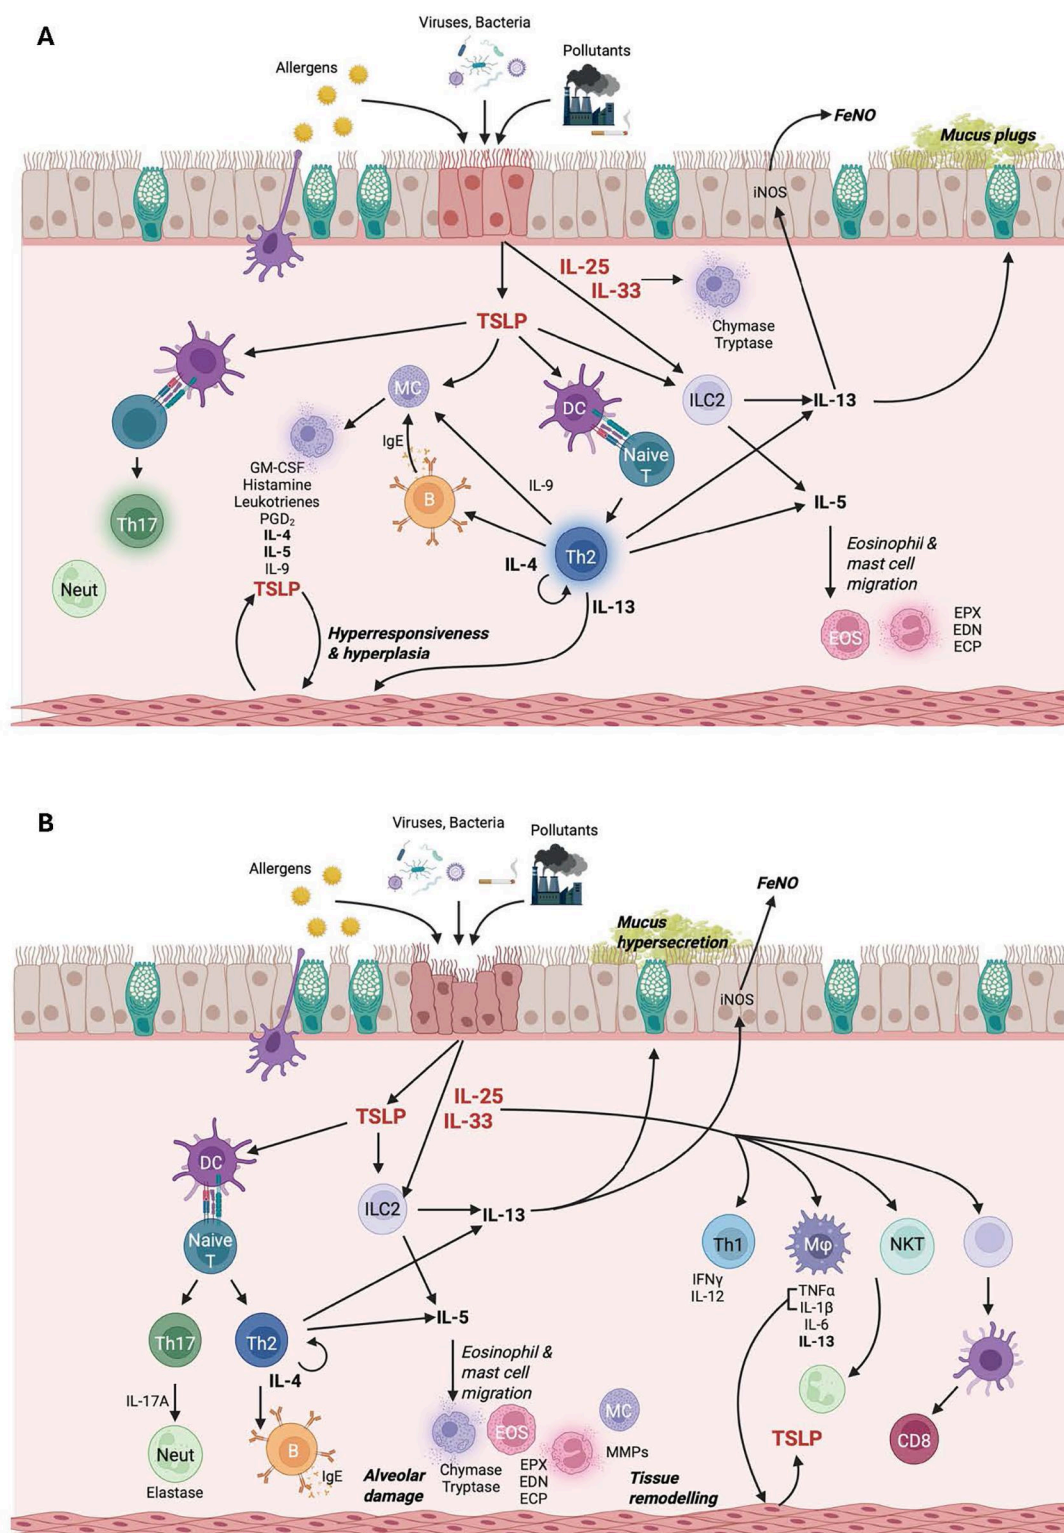 A
Viruses, Bacteria
Pollutants
Allergens
FeNO
Mucus plugs
iNOS
IL-25
IL-33
TSLP
Chymase
Tryptase
MC
DC
ILC2
IL-13
IgE
Naive
T
B
IL-9
IL-5
GM-CSF
Histamine
Leukotrienes
PGD₂
IL-4
IL-5
IL-9
TSLP
Th17
Neut
IL-4
Th2
IL-13
Eosinophil &
mast cell
migration
EOS
EPX
EDN
ECP
Hyperresponsiveness
& hyperplasia
B
Viruses, Bacteria
Pollutants
Allergens
FeNO
Mucus
hypersecretion
iNOS
IL-25
IL-33
TSLP
DC
ILC2
IL-13
Naive
T
Th1
Mφ
NKT
IFNγ
IL-12
TNFα
IL-1β
IL-6
IL-13
Th17
Th2
IL-5
IL-4
Eosinophil &
mast cell
migration
IL-17A
Neut
Elastase
B
IgE
Alveolar
damage
Chymase
Tryptase
EOS
EPX
EDN
ECP
MC
MMPs
Tissue
remodelling
TSLP
CD8